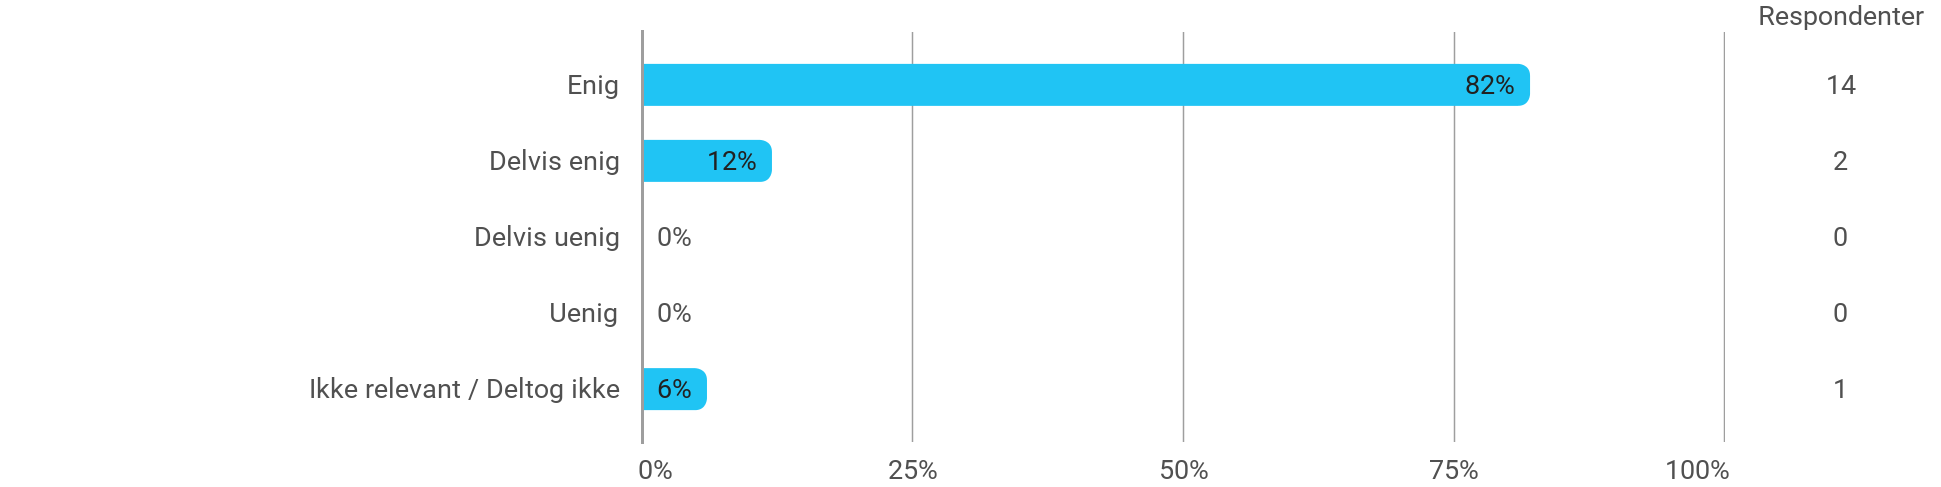 Respondenter
Enig 82% 14
Delvis enig 12% 2
Delvis uenig 0% 0
Uenig 0% 0
Ikke relevant / Deltog ikke 6% 1
0% 25% 50% 75% 100%